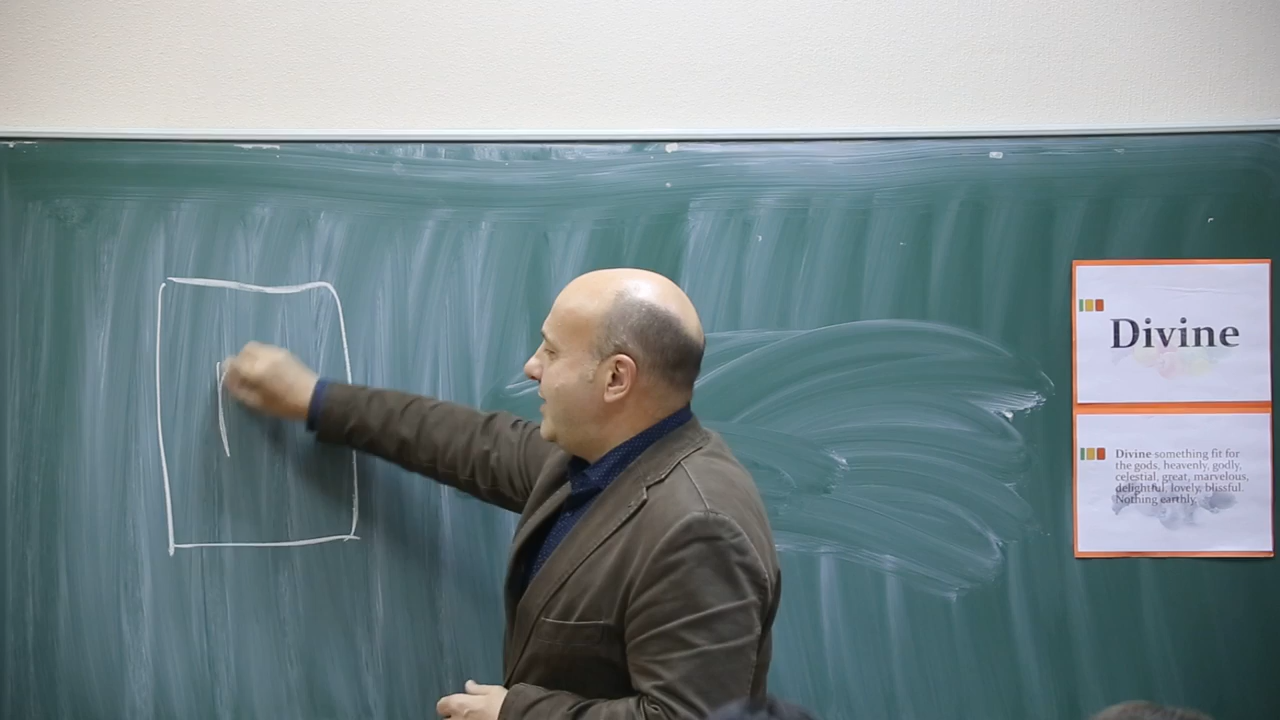 Divine
Divine-something fit for
the gods, heavenly, godly,
celestial, great, marvelous,
delightful, lovely, blissful.
Nothing earthly.